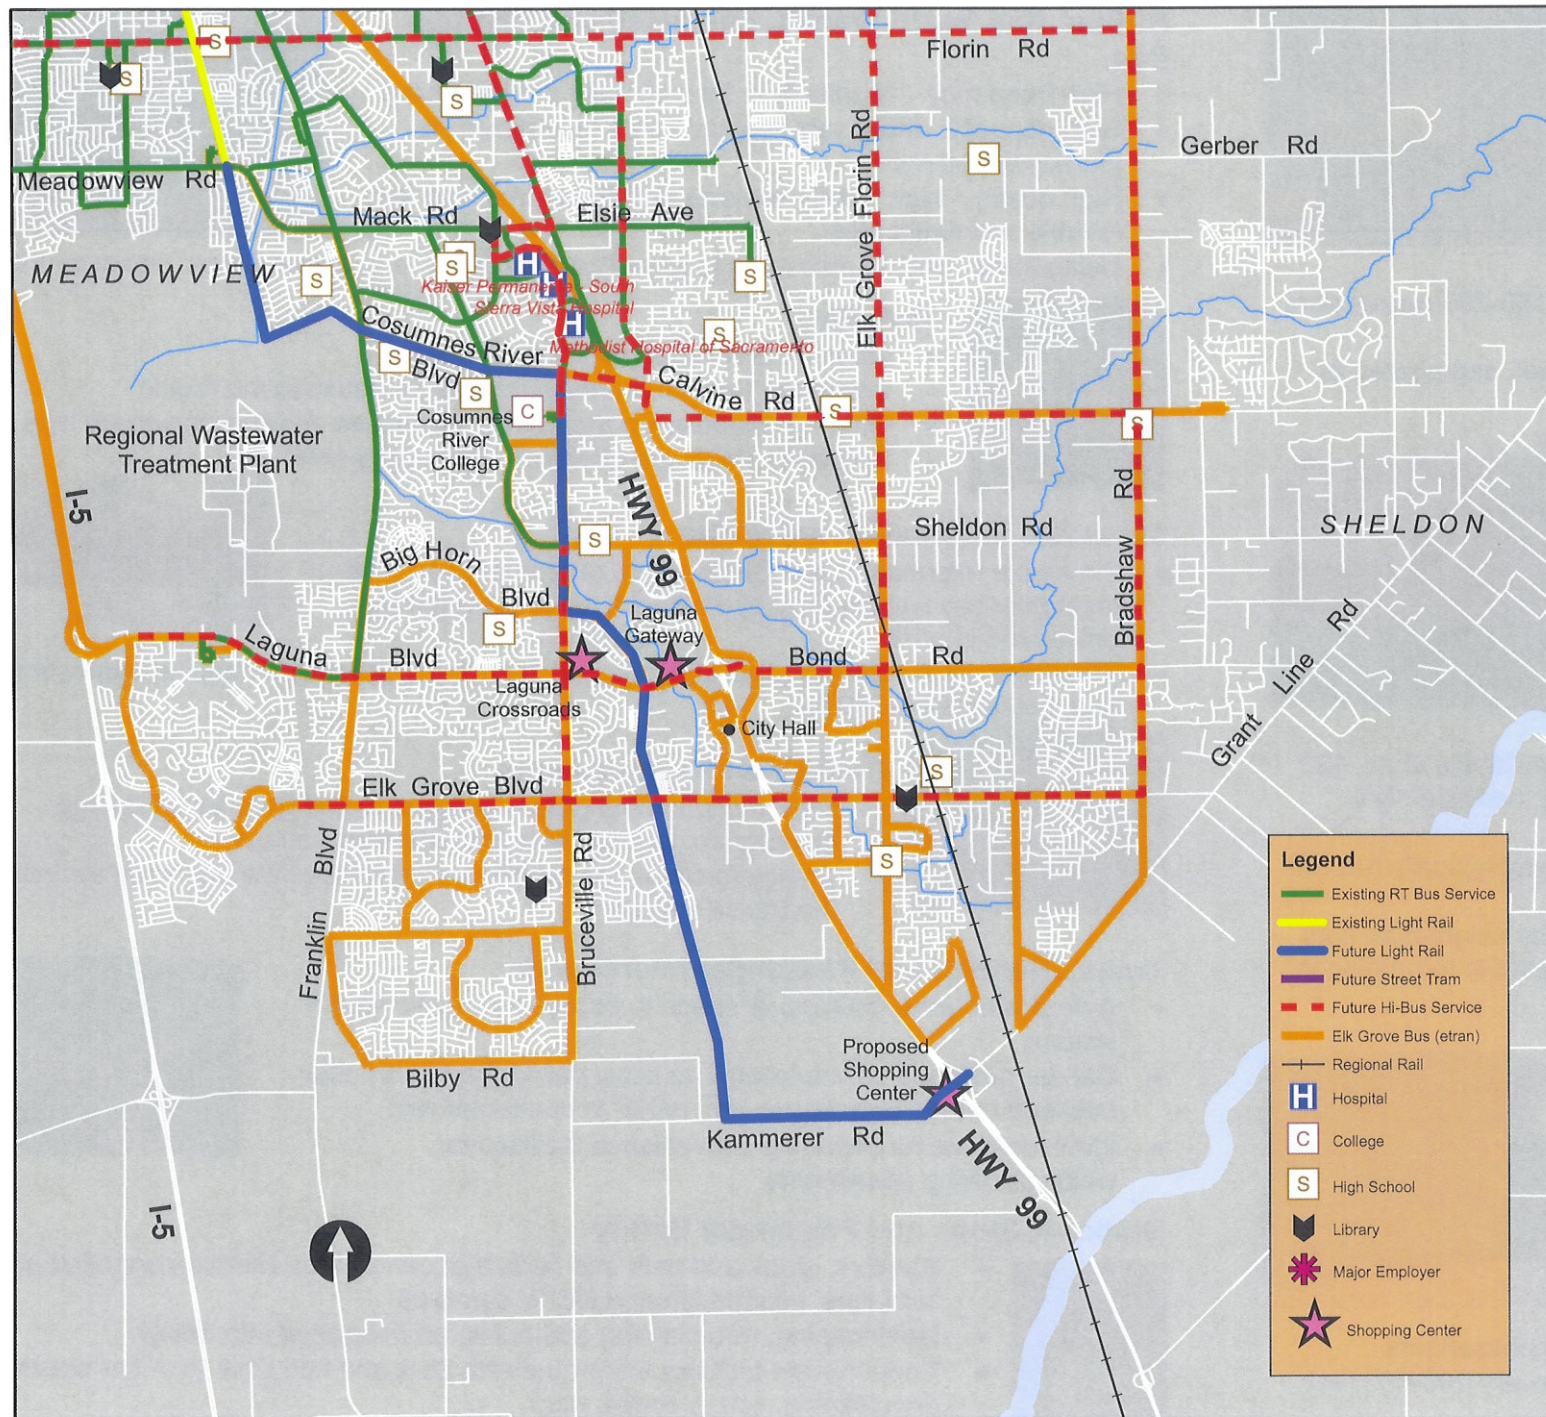 Florin Rd
S
S
S
Gerber Rd
S
Elk Grove Florin Rd
Meadowview Rd
Mack Rd
Elsie Ave
MEADOWVIEW
S
S
H
H
S
Kaiser Permanente - South
Sierra Vista Hospital
H
S
Methodist Hospital of Sacramento
Cosumnes River
Blvd
S
S
Calvine Rd
C
S
S
Cosumnes
River
College
Regional Wastewater
Treatment Plant
I-5
HWY 99
Bradshaw Rd
Sheldon Rd
SHELDON
S
Big Horn
Blvd
S
Laguna
Gateway
Laguna
Blvd
Bond Rd
Laguna
Crossroads
City Hall
Grant Line Rd
S
Elk Grove Blvd
Franklin Blvd
Bruceville Rd
S
Bilby Rd
Proposed
Shopping
Center
Kammerer Rd
HWY 99
I-5
Legend
Existing RT Bus Service
Existing Light Rail
Future Light Rail
Future Street Tram
Future Hi-Bus Service
Elk Grove Bus (etran)
Regional Rail
H Hospital
C College
S High School
Library
Major Employer
Shopping Center